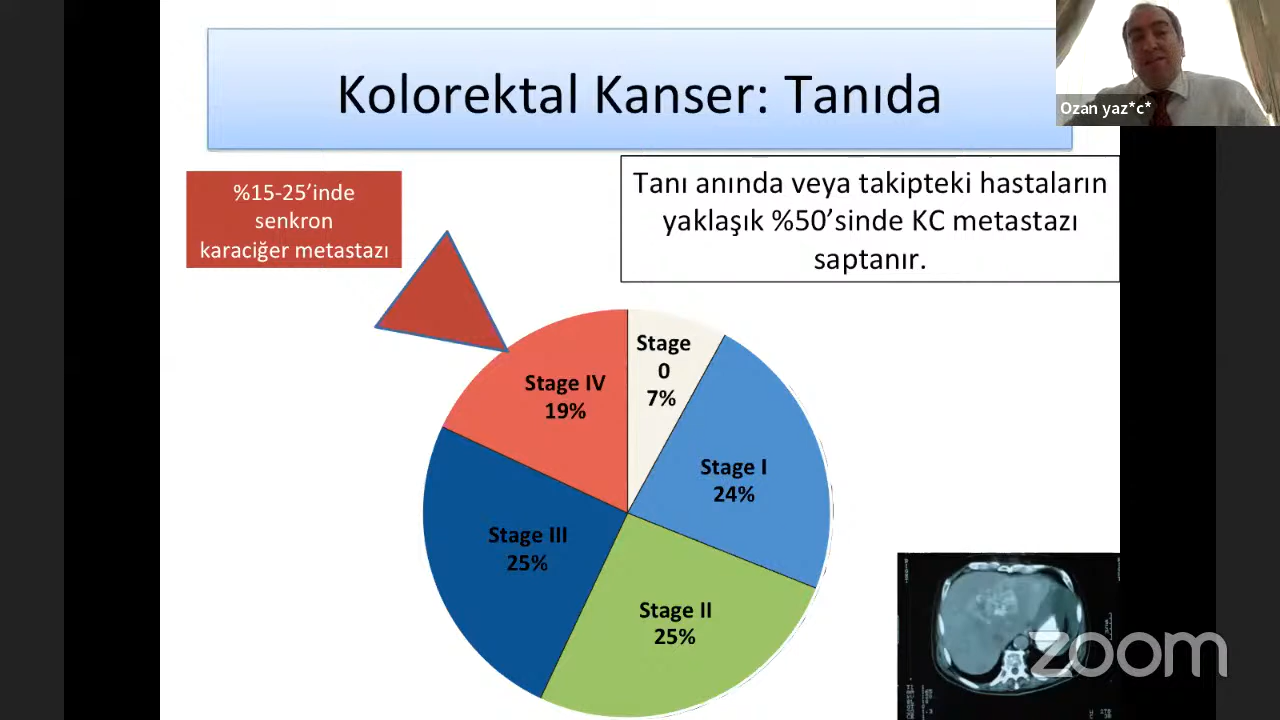 Kolorektal Kanser: Tanıda
Ozan yaz*c*
%15-25’inde
senkron
karaciğer metastazı
Tanı anında veya takipteki hastaların
yaklaşık %50’sinde KC metastazı
saptanır.
Stage
0
7%
Stage IV
19%
Stage I
24%
Stage III
25%
Stage II
25%
zoom